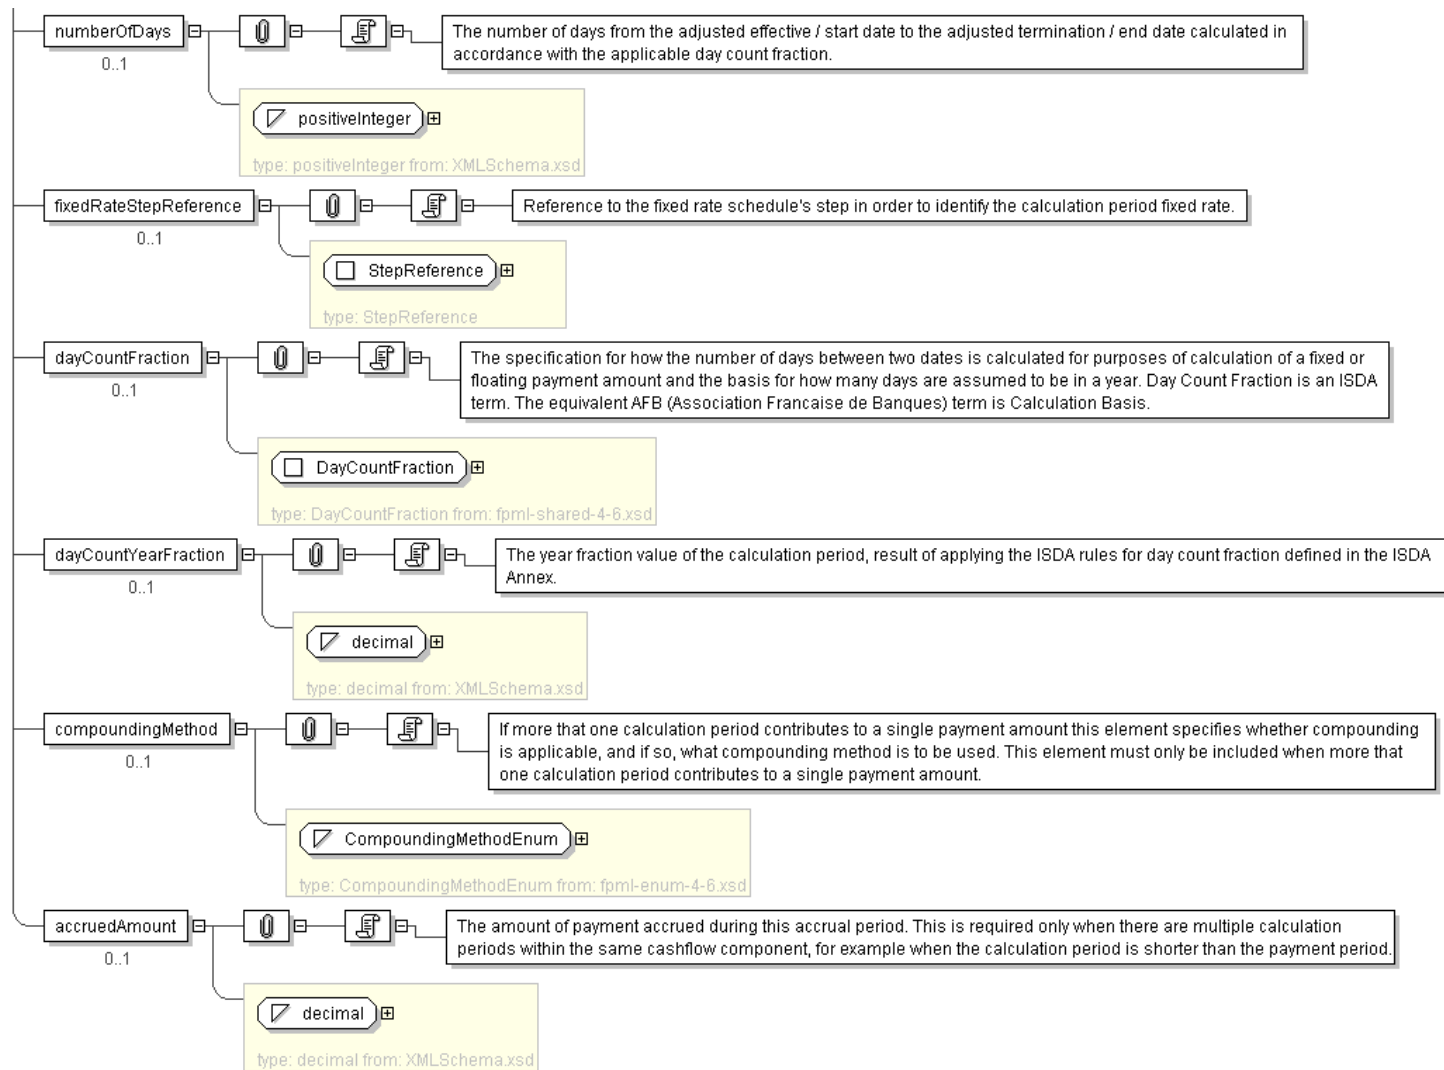 numberOfDays
The number of days from the adjusted effective / start date to the adjusted termination / end date calculated in
accordance with the applicable day count fraction.
0..1
positiveInteger
type: positiveInteger from: XMLSchema.xsd
fixedRateStepReference
Reference to the fixed rate schedule's step in order to identify the calculation period fixed rate.
0..1
StepReference
type: StepReference
dayCountFraction
The specification for how the number of days between two dates is calculated for purposes of calculation of a fixed or
floating payment amount and the basis for how many days are assumed to be in a year. Day Count Fraction is an ISDA
term. The equivalent AFB (Association Francaise de Banques) term is Calculation Basis.
0..1
DayCountFraction
type: DayCountFraction from: fpml-shared-4-6.xsd
dayCountYearFraction
The year fraction value of the calculation period, result of applying the ISDA rules for day count fraction defined in the ISDA
Annex.
0..1
decimal
type: decimal from: XMLSchema.xsd
compoundingMethod
If more that one calculation period contributes to a single payment amount this element specifies whether compounding
is applicable, and if so, what compounding method is to be used. This element must only be included when more that
one calculation period contributes to a single payment amount.
0..1
CompoundingMethodEnum
type: CompoundingMethodEnum from: fpml-enum-4-6.xsd
accruedAmount
The amount of payment accrued during this accrual period. This is required only when there are multiple calculation
periods within the same cashflow component, for example when the calculation period is shorter than the payment period.
0..1
decimal
type: decimal from: XMLSchema.xsd